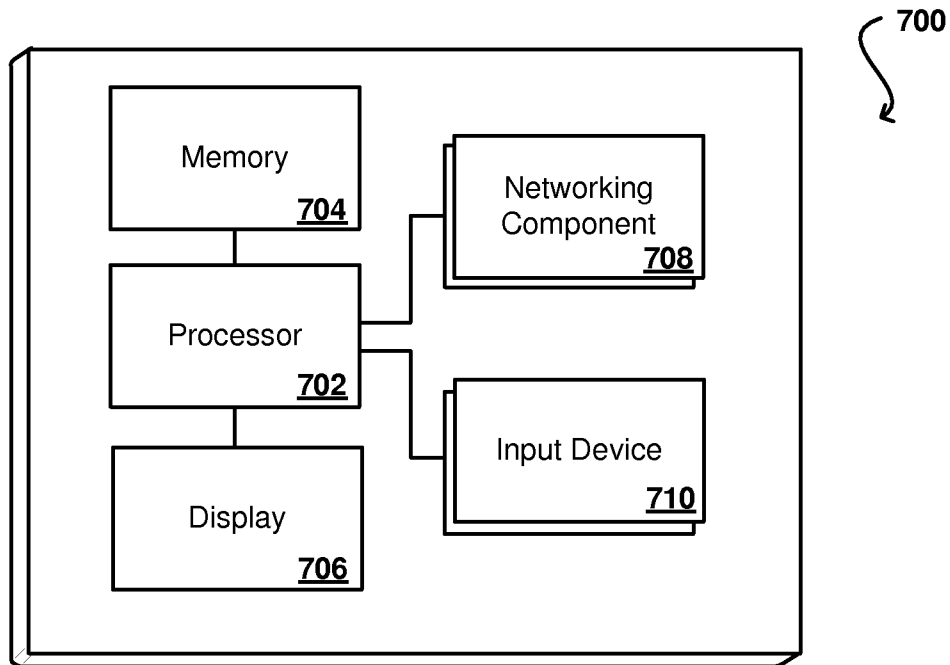 700
Memory
704
Networking
Component
708
Processor
702
Input Device
710
Display
706